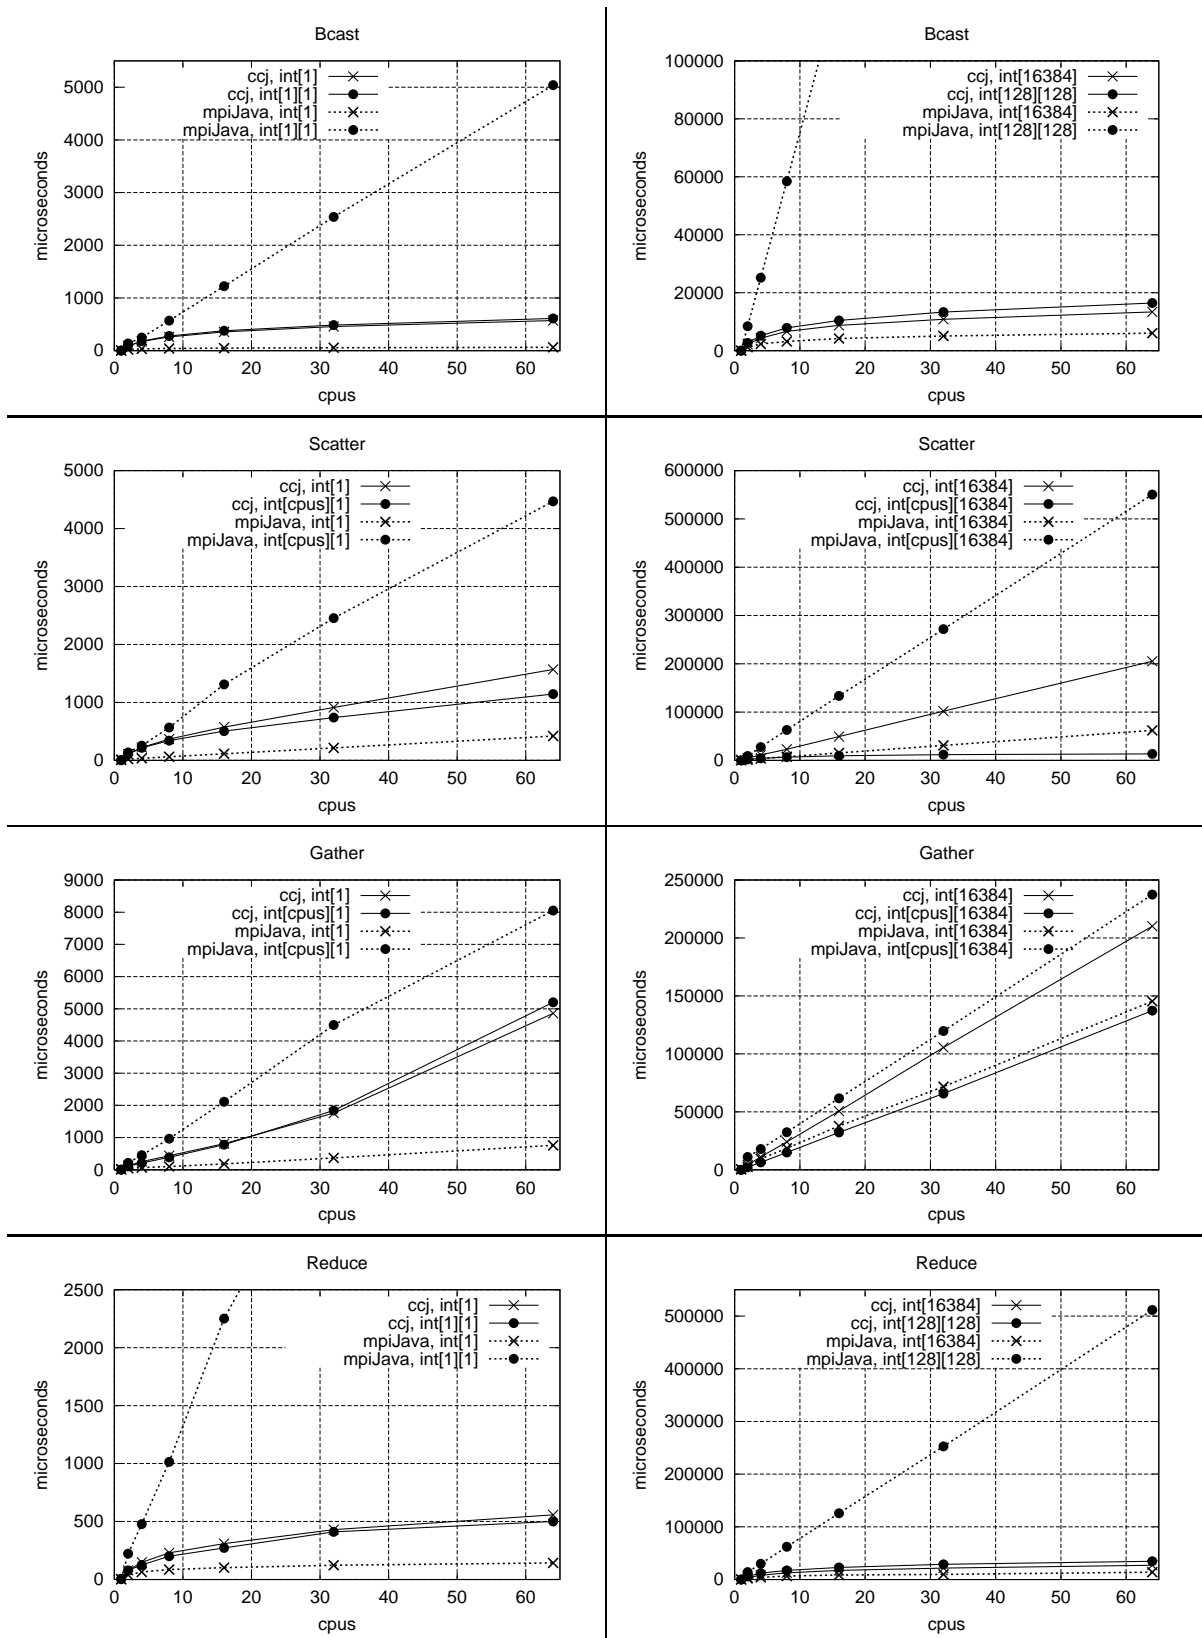 Bcast
microseconds
5000
4000
3000
2000
1000
0
ccj, int[1]
ccj, int[1][1]
mpiJava, int[1]
mpiJava, int[1][1]
0 10 20 30 40 50 60
cpus
Bcast
microseconds
100000
80000
60000
40000
20000
0
ccj, int[16384]
ccj, int[128][128]
mpiJava, int[16384]
mpiJava, int[128][128]
0 10 20 30 40 50 60
cpus
Scatter
microseconds
5000
4000
3000
2000
1000
0
ccj, int[1]
ccj, int[cpus][1]
mpiJava, int[1]
mpiJava, int[cpus][1]
0 10 20 30 40 50 60
cpus
Scatter
microseconds
600000
500000
400000
300000
200000
100000
0
ccj, int[16384]
ccj, int[cpus][16384]
mpiJava, int[16384]
mpiJava, int[cpus][16384]
0 10 20 30 40 50 60
cpus
Gather
microseconds
9000
8000
7000
6000
5000
4000
3000
2000
1000
0
ccj, int[1]
ccj, int[cpus][1]
mpiJava, int[1]
mpiJava, int[cpus][1]
0 10 20 30 40 50 60
cpus
Gather
microseconds
250000
200000
150000
100000
50000
0
ccj, int[16384]
ccj, int[cpus][16384]
mpiJava, int[16384]
mpiJava, int[cpus][16384]
0 10 20 30 40 50 60
cpus
Reduce
microseconds
2500
2000
1500
1000
500
0
ccj, int[1]
ccj, int[1][1]
mpiJava, int[1]
mpiJava, int[1][1]
0 10 20 30 40 50 60
cpus
Reduce
microseconds
500000
400000
300000
200000
100000
0
ccj, int[16384]
ccj, int[128][128]
mpiJava, int[16384]
mpiJava, int[128][128]
0 10 20 30 40 50 60
cpus